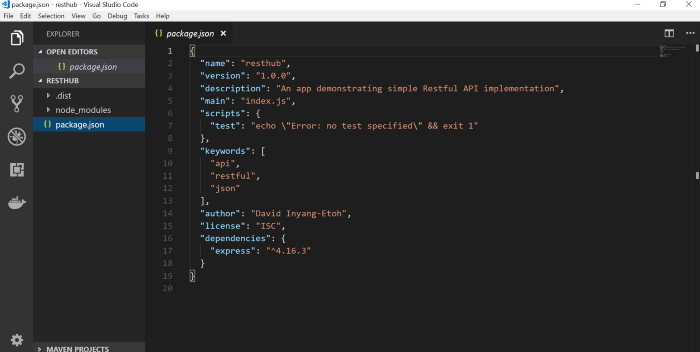 package.json - resthub - Visual Studio Code
File Edit Selection View Go Debug Tasks Help
EXPLORER
OPEN EDITORS
{} package.json
RESTHUB
.dist
node_modules
{} package.json
MAVEN PROJECTS
{} package.json ×
1 {
2 "name": "resthub",
3 "version": "1.0.0",
4 "description": "An app demonstrating simple Restful API implementation",
5 "main": "index.js",
6 "scripts": {
7 "test": "echo \"Error: no test specified\" && exit 1"
8 },
9 "keywords": [
10 "api",
11 "restful",
12 "json"
13 ],
14 "author": "David Inyang-Etoh",
15 "license": "ISC",
16 "dependencies": {
17 "express": "^4.16.3"
18 }
19 }
20